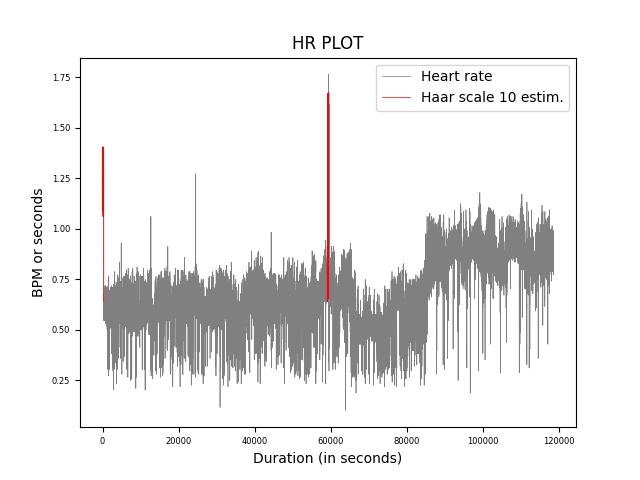 HR PLOT
Heart rate
Haar scale 10 estim.
BPM or seconds
1.75
1.50
1.25
1.00
0.75
0.50
0.25
0
20000
40000
60000
80000
100000
120000
Duration (in seconds)